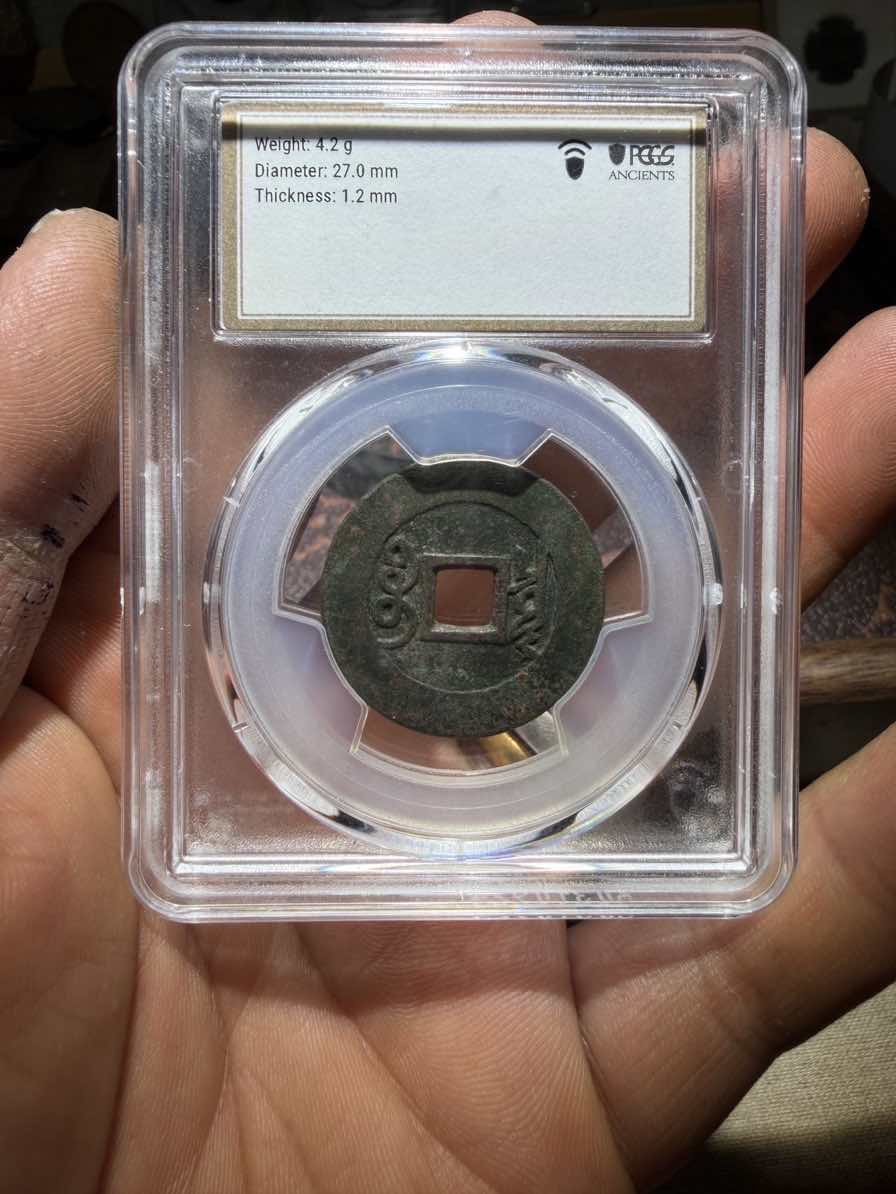 Weight: 4.2 g
Diameter: 27.0 mm
Thickness: 1.2 mm
PCGS
ANCIENTS